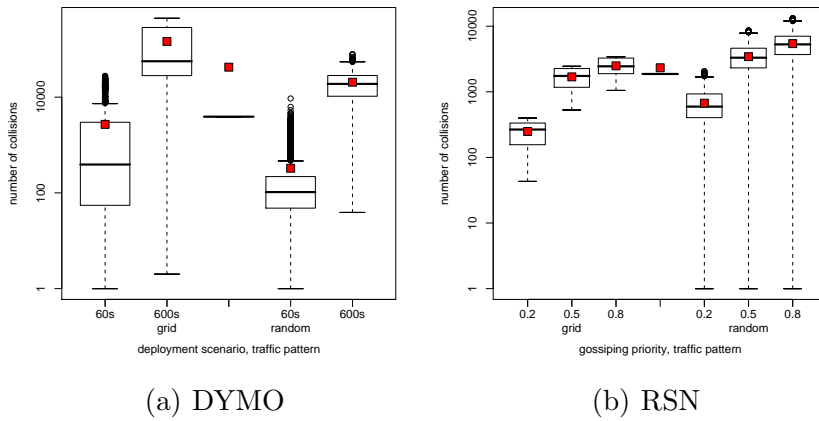 number of collisions
1
100
10000
60s
600s
60s
600s
grid
random
deployment scenario, traffic pattern
(a) DYMO
number of collisions
1
10
100
1000
10000
0.2
0.5
0.8
0.2
0.5
0.8
grid
random
gossiping priority, traffic pattern
(b) RSN